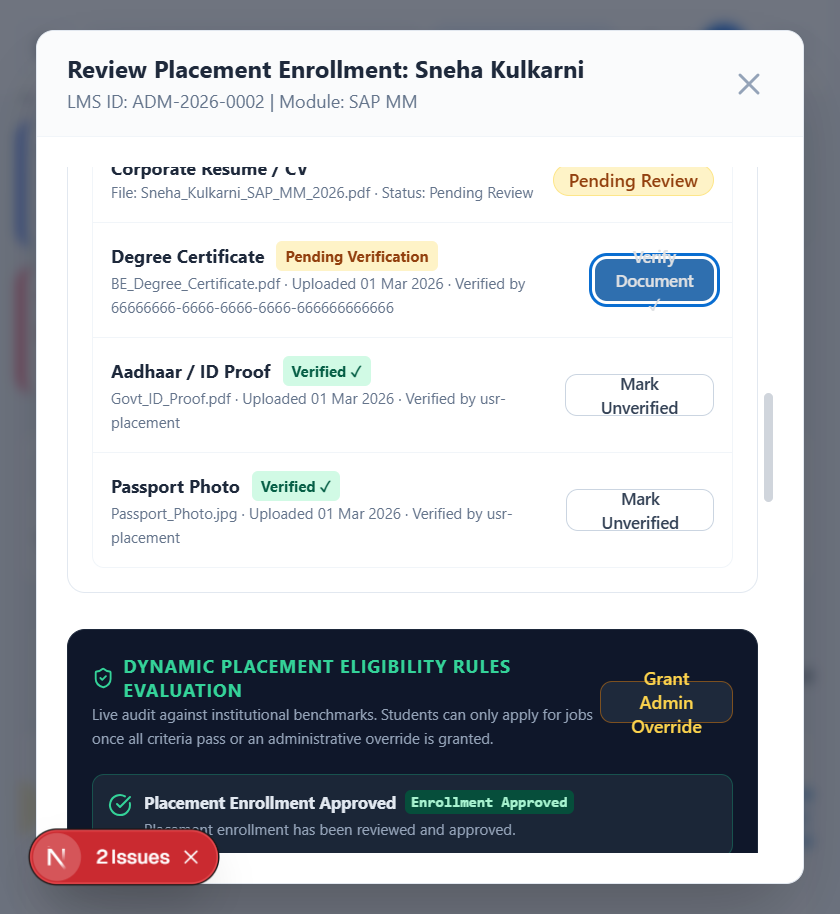 Review Placement Enrollment: Sneha Kulkarni
LMS ID: ADM-2026-0002 | Module: SAP MM
Corporate Resume / CV
File: Sneha_Kulkarni_SAP_MM_2026.pdf · Status: Pending Review
Pending Review
Degree Certificate
Pending Verification
BE_Degree_Certificate.pdf · Uploaded 01 Mar 2026 · Verified by
66666666-6666-6666-6666-666666666666
Verify
Document
✓
Aadhaar / ID Proof
Verified ✓
Govt_ID_Proof.pdf · Uploaded 01 Mar 2026 · Verified by usr-
placement
Mark
Unverified
Passport Photo
Verified ✓
Passport_Photo.jpg · Uploaded 01 Mar 2026 · Verified by usr-
placement
Mark
Unverified
DYNAMIC PLACEMENT ELIGIBILITY RULES
EVALUATION
Live audit against institutional benchmarks. Students can only apply for jobs
once all criteria pass or an administrative override is granted.
Grant
Admin
Override
Placement Enrollment Approved
Enrollment Approved
Placement enrollment has been reviewed and approved.
N
2 Issues